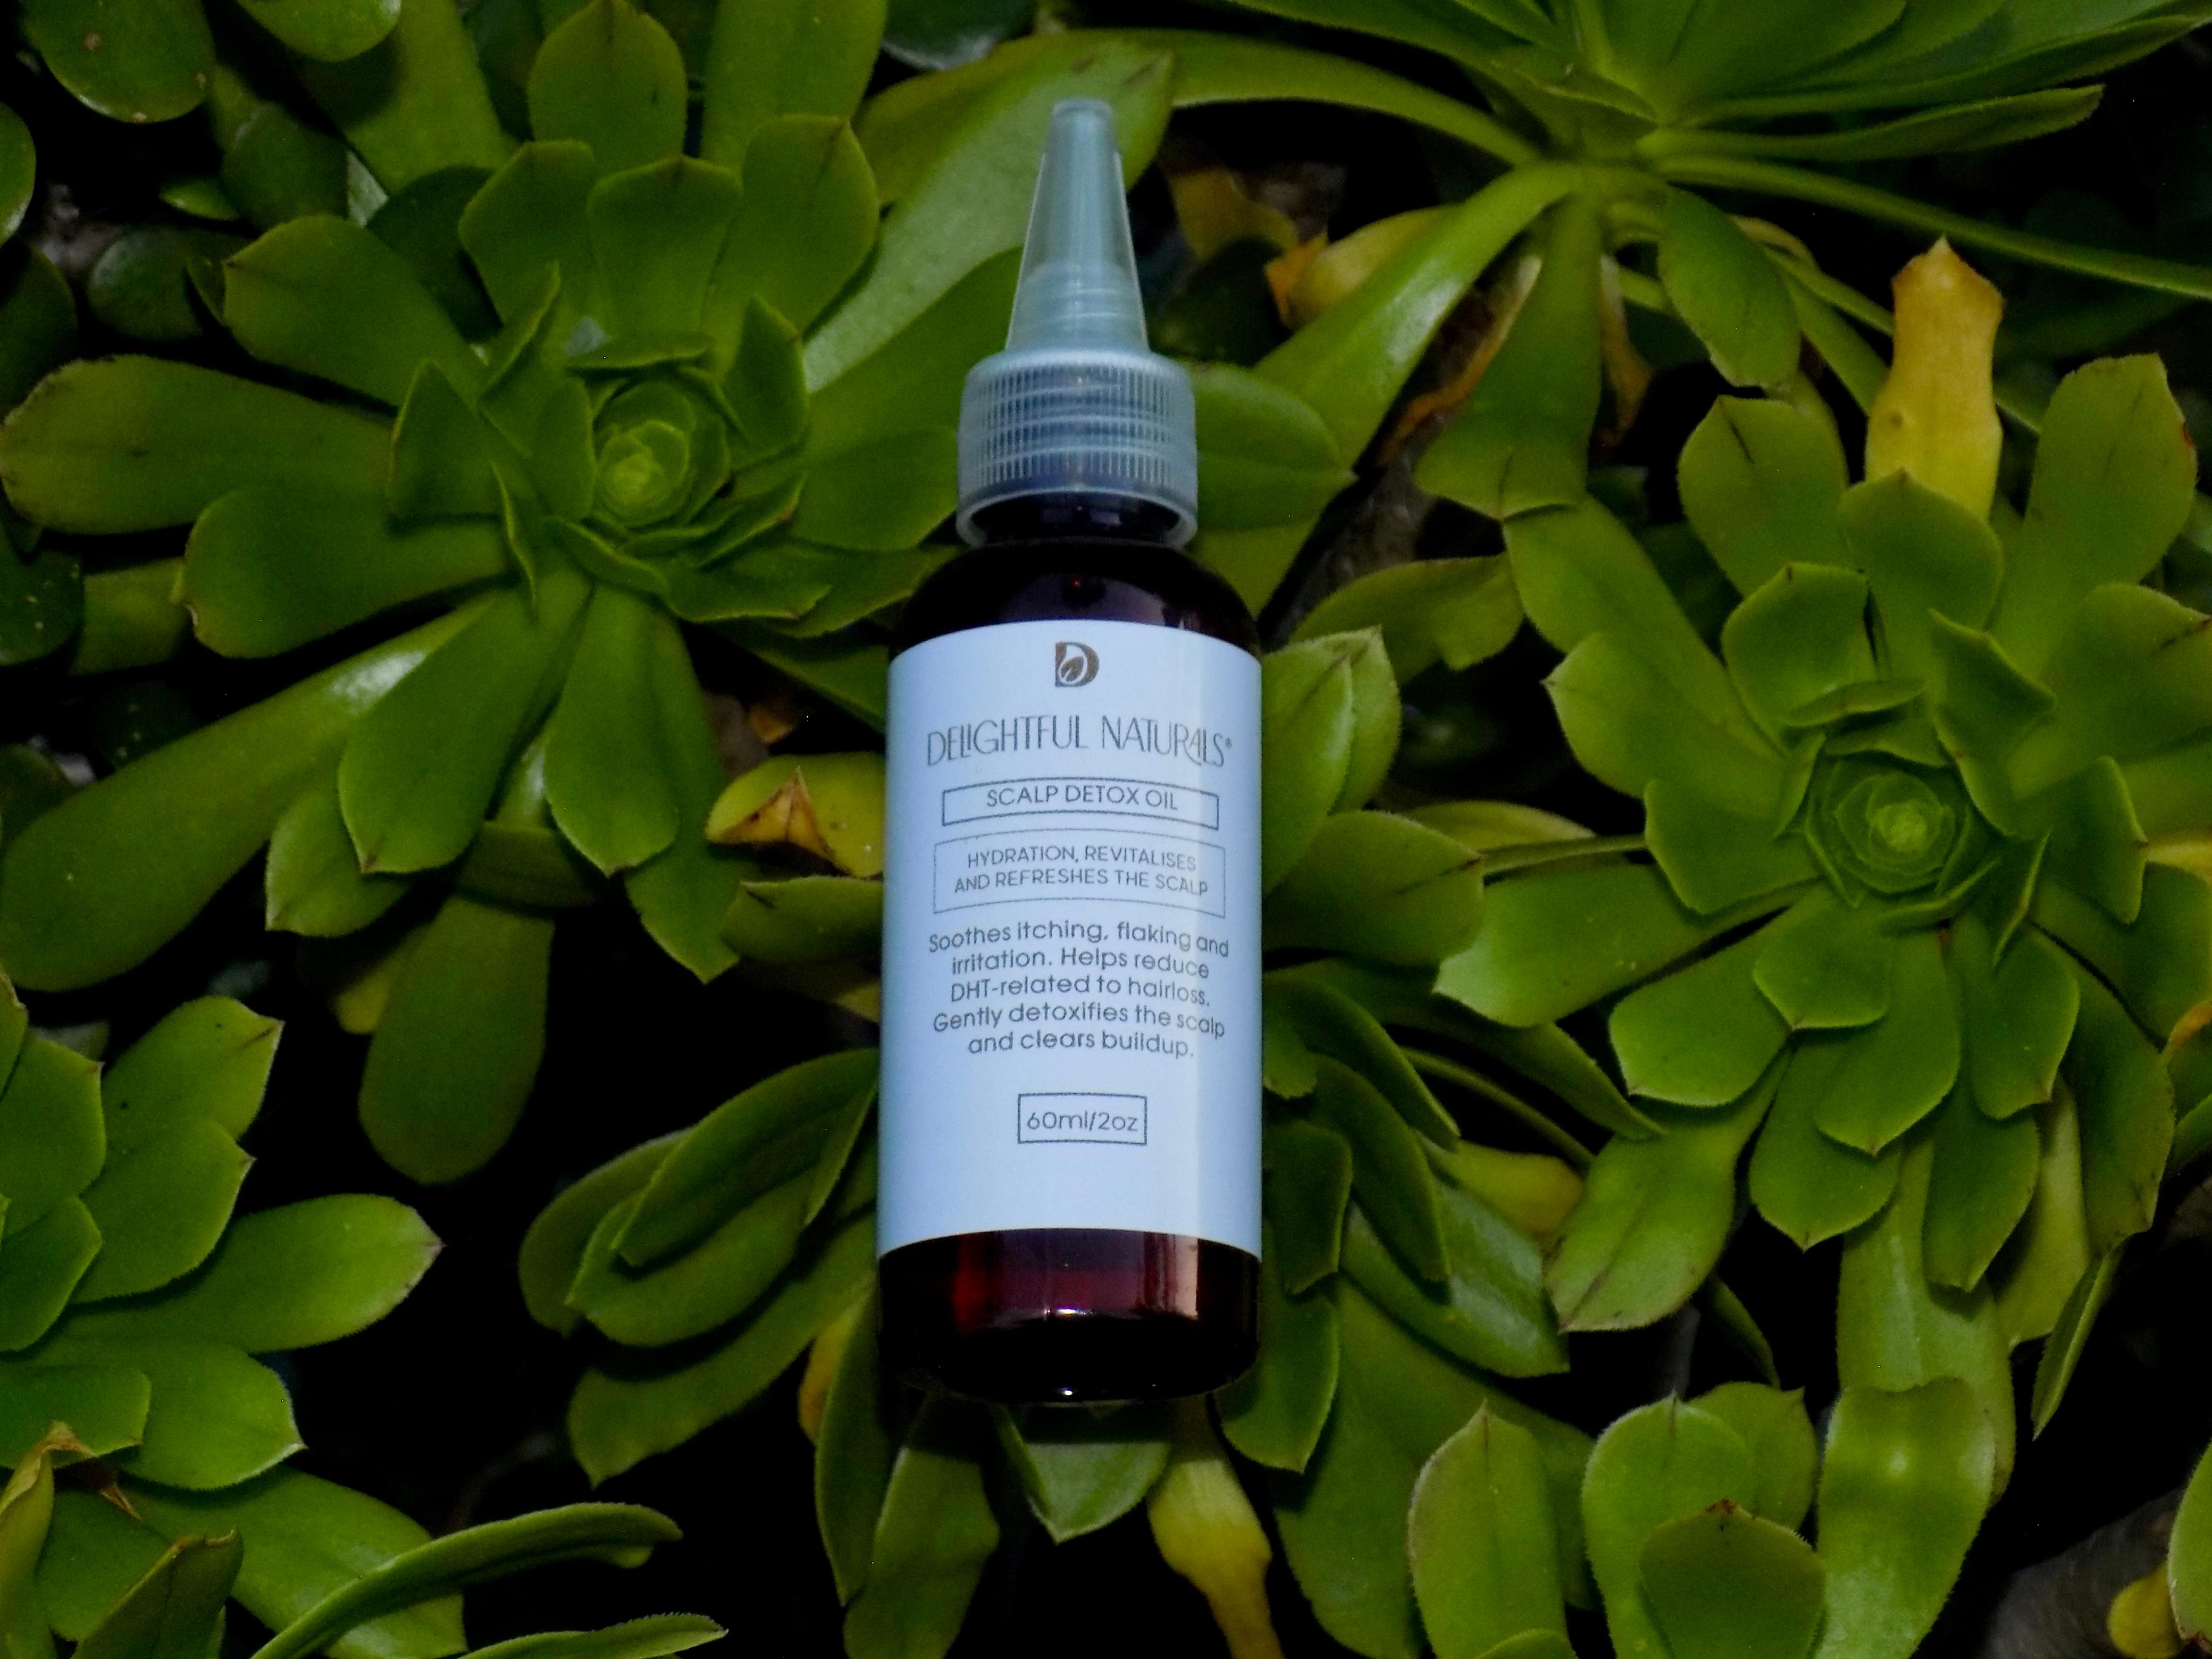 DELIGHTFUL NATURALS®
SCALP DETOX OIL
HYDRATION, REVITALISES
AND REFRESHES THE SCALP
Soothes itching, flaking and
irritation. Helps reduce
DHT-related to hairloss.
Gently detoxifies the scalp
and clears buildup.
60ml/2oz